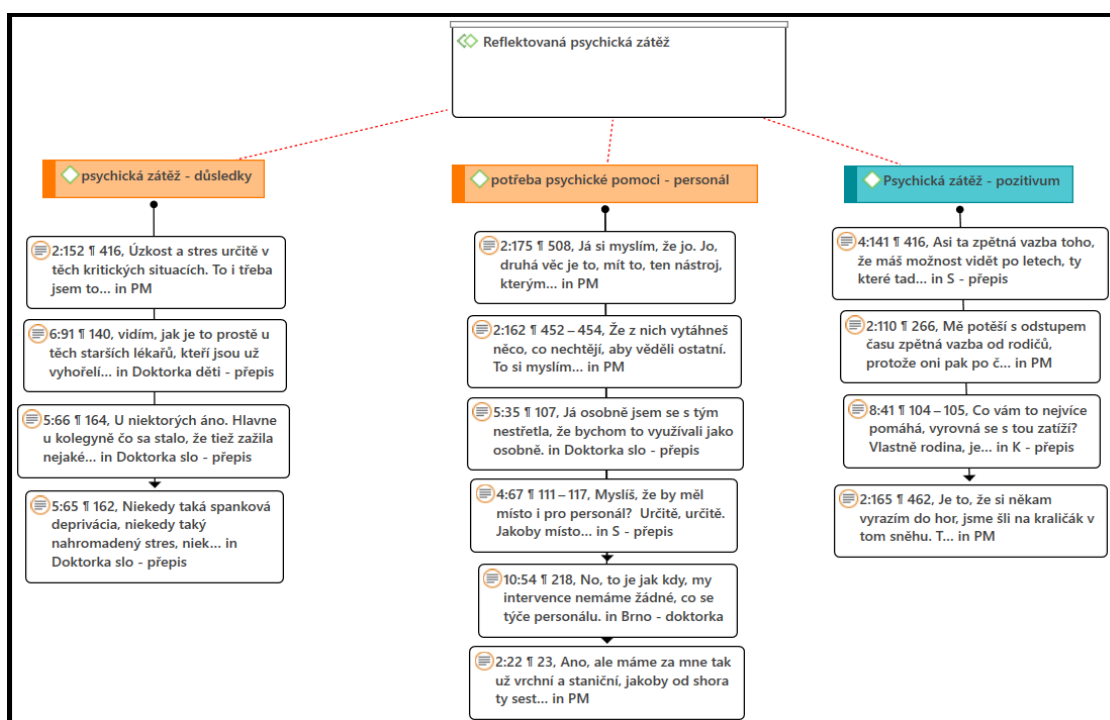 Reflektovaná psychická zátěž
psychická zátěž - důsledky
2:152 ¶ 416, Úzkost a stres určitě v
těch kritických situacích. To i třeba
jsem to... in PM
6:91 ¶ 140, vidím, jak je to prostě u
těch starších lékařů, kteří jsou už
vyhořelí... in Doktorka děti - přepis
5:66 ¶ 164, U niektorých áno. Hlavne
u kolegyně čo sa stalo, že tiež zažila
nejaké... in Doktorka slo - přepis
5:65 ¶ 162, Niekedy taká spanková
deprivácia, niekedy taký
nahromadený stres, niek... in
Doktorka slo - přepis
potřeba psychické pomoci - personál
2:175 ¶ 508, Já si myslím, že jo. Jo,
druhá věc je to, mít to, ten nástroj,
kterým... in PM
2:162 ¶ 452 – 454, Že z nich vytáhneš
něco, co nechtějí, aby věděli ostatní.
To si myslím... in PM
5:35 ¶ 107, Já osobně jsem se s tým
nestřetla, že bychom to využívali jako
osobně. in Doktorka slo - přepis
4:67 ¶ 111 – 117, Myslíš, že by měl
místo i pro personál? Určitě, určitě.
Jakoby místo... in S - přepis
10:54 ¶ 218, No, to je jak kdy, my
intervence nemáme žádné, co se
týče personálu. in Brno - doktorka
2:22 ¶ 23, Ano, ale máme za mne tak
už vrchní a staniční, jakoby od shora
ty sest... in PM
Psychická zátěž - pozitivum
4:141 ¶ 416, Asi ta zpětná vazba toho,
že máš možnost vidět po letech, ty
které tad... in S - přepis
2:110 ¶ 266, Mě potěší s odstupem
času zpětná vazba od rodičů,
protože oni pak po č... in PM
8:41 ¶ 104 – 105, Co vám to nejvíce
pomáhá, vyrovná se s tou zatíží?
Vlastně rodina, je... in K - přepis
2:165 ¶ 462, Je to, že si někam
vyrazím do hor, jsme šli na kraličák v
tom sněhu. T... in PM